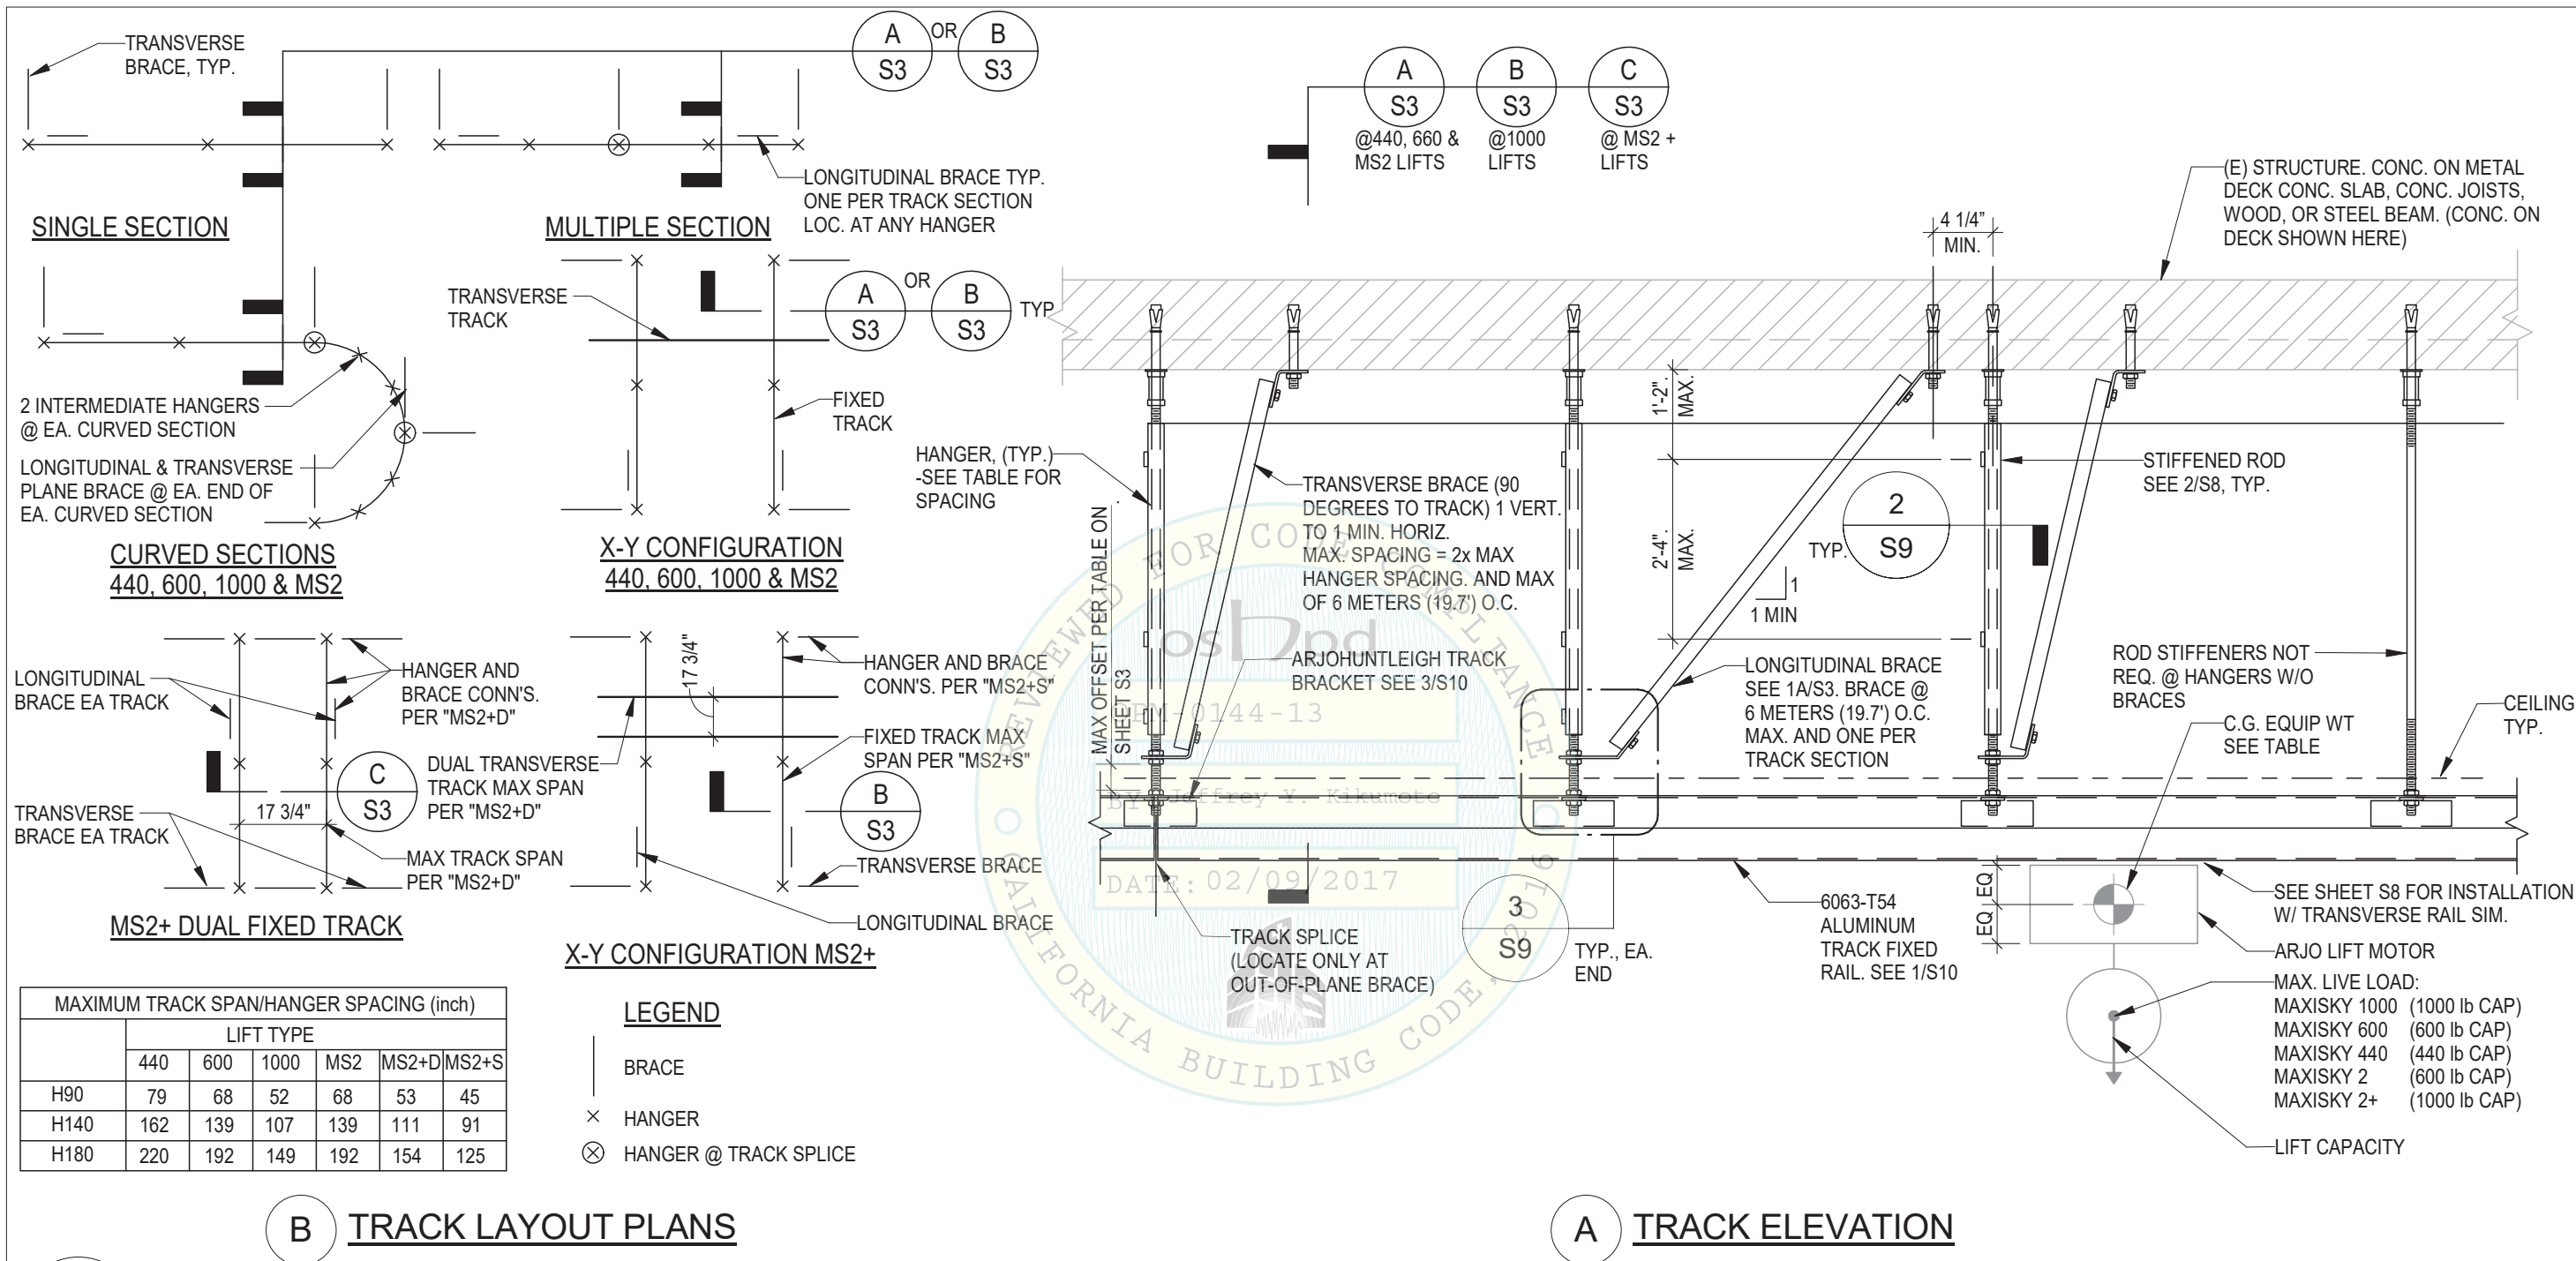 TRANSVERSE
BRACE, TYP.
A
S3
OR
B
S3
LONGITUDINAL BRACE TYP.
ONE PER TRACK SECTION
LOC. AT ANY HANGER
SINGLE SECTION
MULTIPLE SECTION
2 INTERMEDIATE HANGERS
@ EA. CURVED SECTION
LONGITUDINAL & TRANSVERSE
PLANE BRACE @ EA. END OF
EA. CURVED SECTION
CURVED SECTIONS
440, 600, 1000 & MS2
TRANSVERSE
TRACK
A
S3
OR
B
S3
TYP
FIXED
TRACK
X-Y CONFIGURATION
440, 600, 1000 & MS2
LONGITUDINAL
BRACE EA TRACK
HANGER AND
BRACE CONN'S.
PER "MS2+D"
C
S3
17 3/4"
TRANSVERSE
BRACE EA TRACK
MAX TRACK SPAN
PER "MS2+D"
MS2+ DUAL FIXED TRACK
17 3/4"
HANGER AND BRACE
CONN'S. PER "MS2+S"
DUAL TRANSVERSE
TRACK MAX SPAN
PER "MS2+D"
FIXED TRACK MAX
SPAN PER "MS2+S"
B
S3
TRANSVERSE BRACE
LONGITUDINAL BRACE
X-Y CONFIGURATION MS2+
MAXIMUM TRACK SPAN/HANGER SPACING (inch)
LIFT TYPE
440 600 1000 MS2 MS2+D MS2+S
H90 79 68 52 68 53 45
H140 162 139 107 139 111 91
H180 220 192 149 192 154 125
LEGEND
BRACE
HANGER
HANGER @ TRACK SPLICE
B TRACK LAYOUT PLANS
A
S3
@440, 660 &
MS2 LIFTS
B
S3
@1000
LIFTS
C
S3
@ MS2 +
LIFTS
4 1/4"
MIN.
(E) STRUCTURE. CONC. ON METAL
DECK CONC. SLAB, CONC. JOISTS,
WOOD, OR STEEL BEAM. (CONC. ON
DECK SHOWN HERE)
1'-2".
MAX.
2'-4".
MAX.
HANGER, (TYP.)
-SEE TABLE FOR
SPACING
TRANSVERSE BRACE (90
DEGREES TO TRACK) 1 VERT.
TO 1 MIN. HORIZ.
MAX. SPACING = 2x MAX
HANGER SPACING. AND MAX
OF 6 METERS (19.7') O.C.
STIFFENED ROD
SEE 2/S8, TYP.
2
S9
TYP.
1
1 MIN
MAX OFFSET PER TABLE ON
SHEET S3
ARJOHUNTLEIGH TRACK
BRACKET SEE 3/S10
LONGITUDINAL BRACE
SEE 1A/S3. BRACE @
6 METERS (19.7') O.C.
MAX. AND ONE PER
TRACK SECTION
ROD STIFFENERS NOT
REQ. @ HANGERS W/O
BRACES
CEILING
TYP.
C.G. EQUIP WT
SEE TABLE
TRACK SPLICE
(LOCATE ONLY AT
OUT-OF-PLANE BRACE)
3
S9
TYP., EA.
END
6063-T54
ALUMINUM
TRACK FIXED
RAIL. SEE 1/S10
EQ
EQ
SEE SHEET S8 FOR INSTALLATION
W/ TRANSVERSE RAIL SIM.
ARJO LIFT MOTOR
MAX. LIVE LOAD:
MAXISKY 1000 (1000 lb CAP)
MAXISKY 600 (600 lb CAP)
MAXISKY 440 (440 lb CAP)
MAXISKY 2 (600 lb CAP)
MAXISKY 2+ (1000 lb CAP)
LIFT CAPACITY
REVIEWED FOR CODE COMPLIANCE
oshpd
OPM-0144-13
BY: Jeffrey Y. Kikumoto
DATE: 02/09/2017
CALIFORNIA BUILDING CODE, 2016
A TRACK ELEVATION